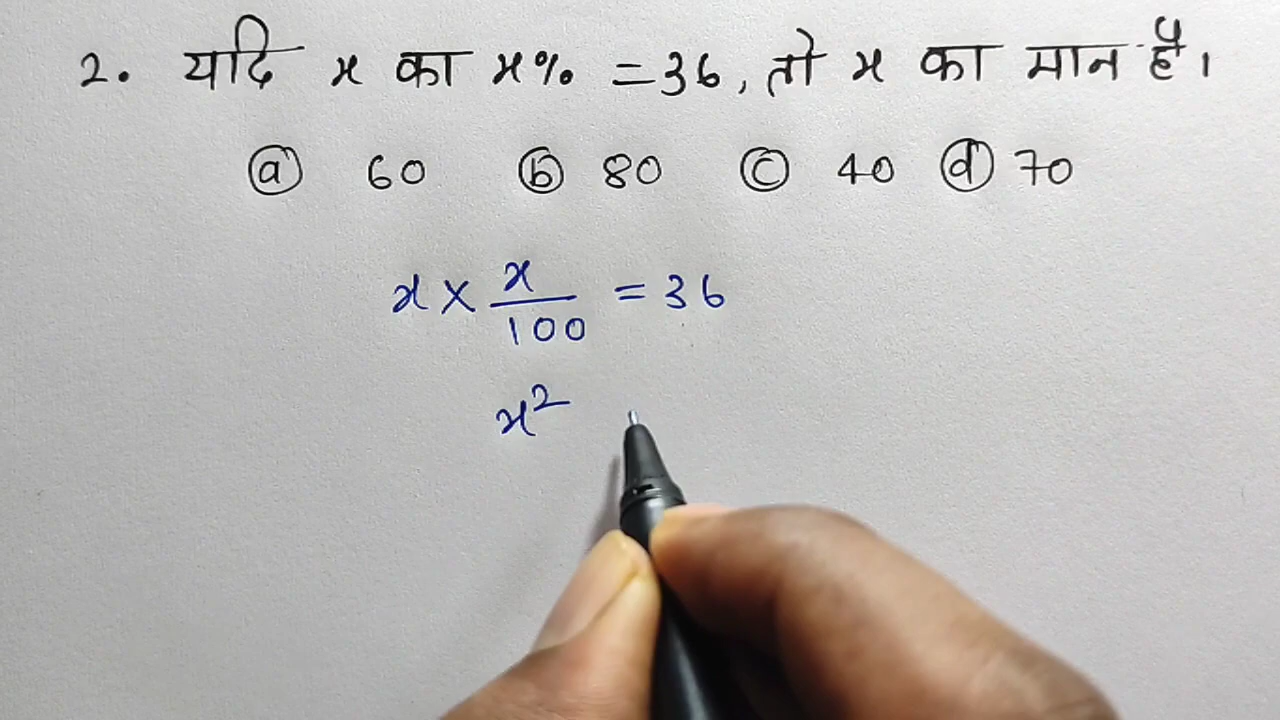 2. यदि x का x% = 36, तो x का मान है।
ⓐ 60 ⓑ 80 ⓒ 40 ⓓ 70
x × x/100 = 36
x²